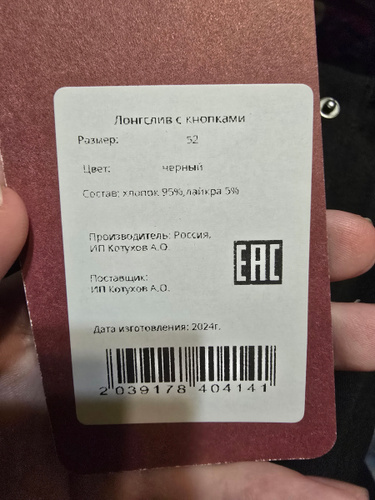 Лонгслив с кнопками
Размер: 52
Цвет: черный
Состав: хлопок 95%,лайкра 5%
Производитель: Россия,
ИП Котухов А.О.
Поставщик:
ИП Котухов А.О.
EAC
Дата изготовления: 2024г.
2 039178 404141